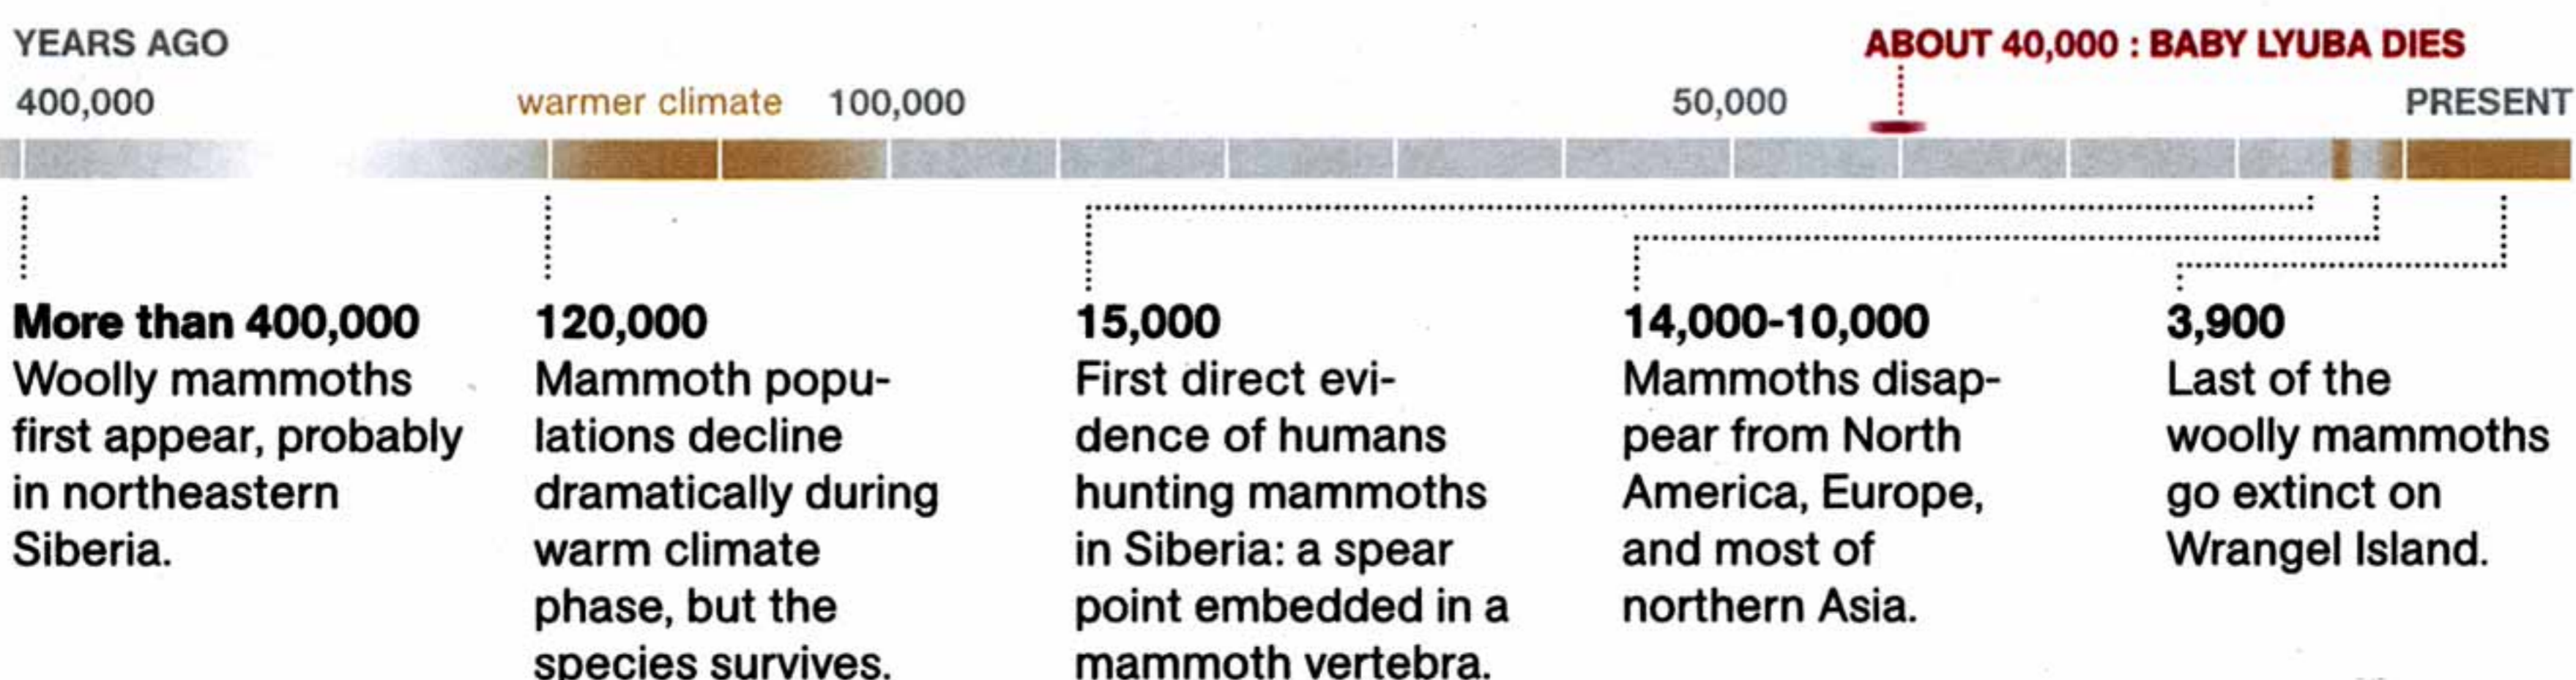 YEARS AGO
ABOUT 40,000 : BABY LYUBA DIES
400,000
warmer climate
100,000
50,000
PRESENT
More than 400,000
Woolly mammoths
first appear, probably
in northeastern
Siberia.
120,000
Mammoth popu-
lations decline
dramatically during
warm climate
phase, but the
species survives.
15,000
First direct evi-
dence of humans
hunting mammoths
in Siberia: a spear
point embedded in a
mammoth vertebra.
14,000-10,000
Mammoths disap-
pear from North
America, Europe,
and most of
northern Asia.
3,900
Last of the
woolly mammoths
go extinct on
Wrangel Island.